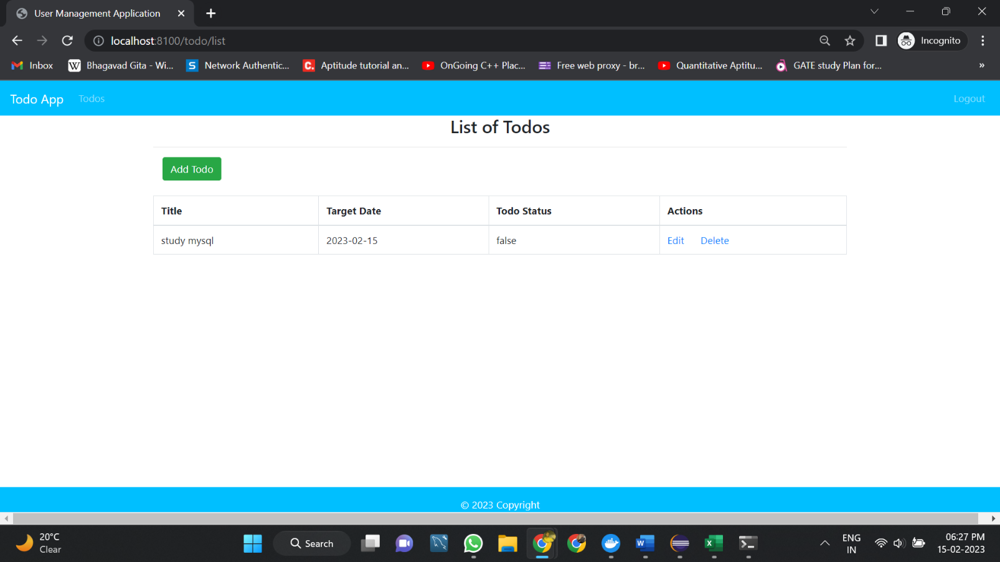 User Management Application
localhost:8100/todo/list
Incognito
Inbox
W Bhagavad Gita - Wi...
S Network Authentic...
C. Aptitude tutorial an...
OnGoing C++ Plac...
Free web proxy - br...
Quantitative Aptitu...
GATE study Plan for...
»
Todo App Todos Logout
List of Todos
Add Todo
Title Target Date Todo Status Actions
study mysql 2023-02-15 false Edit Delete
© 2023 Copyright
20°C
Clear
Search
W
X
ENG
IN
06:27 PM
15-02-2023